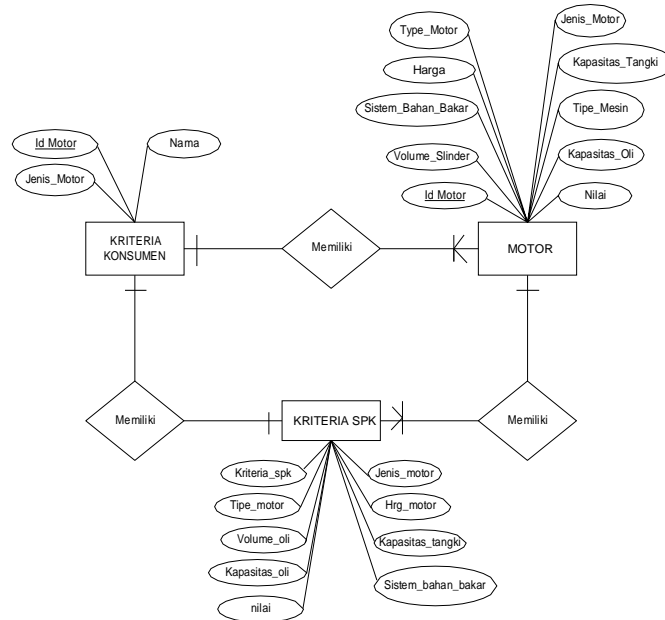 Type_Motor
Jenis_Motor
Harga
Kapasitas_Tangki
Sistem_Bahan_Bakar
Tipe_Mesin
Id Motor
Nama
Volume_Slinder
Kapasitas_Oli
Jenis_Motor
Id Motor
Nilai
KRITERIA
KONSUMEN
Memiliki
MOTOR
Memiliki
KRITERIA SPK
Memiliki
Kriteria_spk
Jenis_motor
Tipe_motor
Hrg_motor
Volume_oli
Kapasitas_tangki
Kapasitas_oli
Sistem_bahan_bakar
nilai